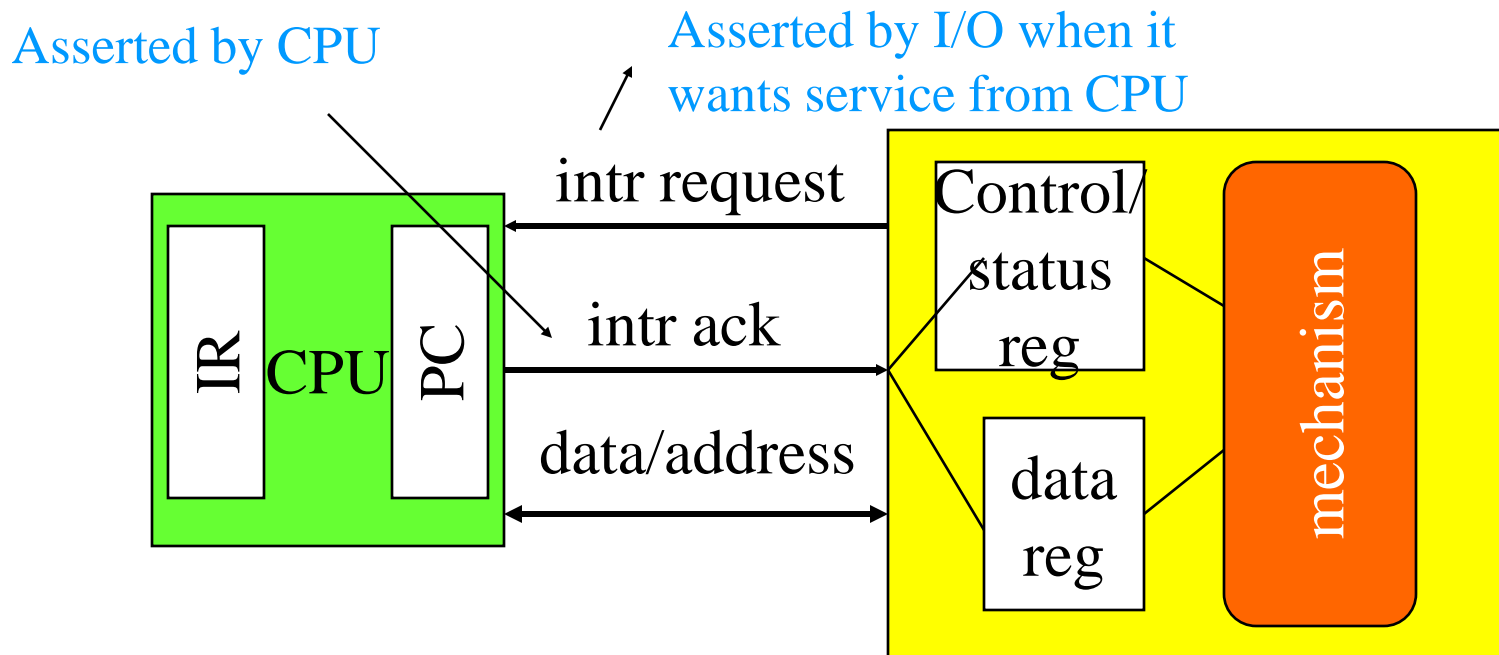 Asserted by CPU
Asserted by I/O when it
wants service from CPU
intr request
intr ack
data/address
IR
CPU
PC
Control/
status
reg
data
reg
mechanism